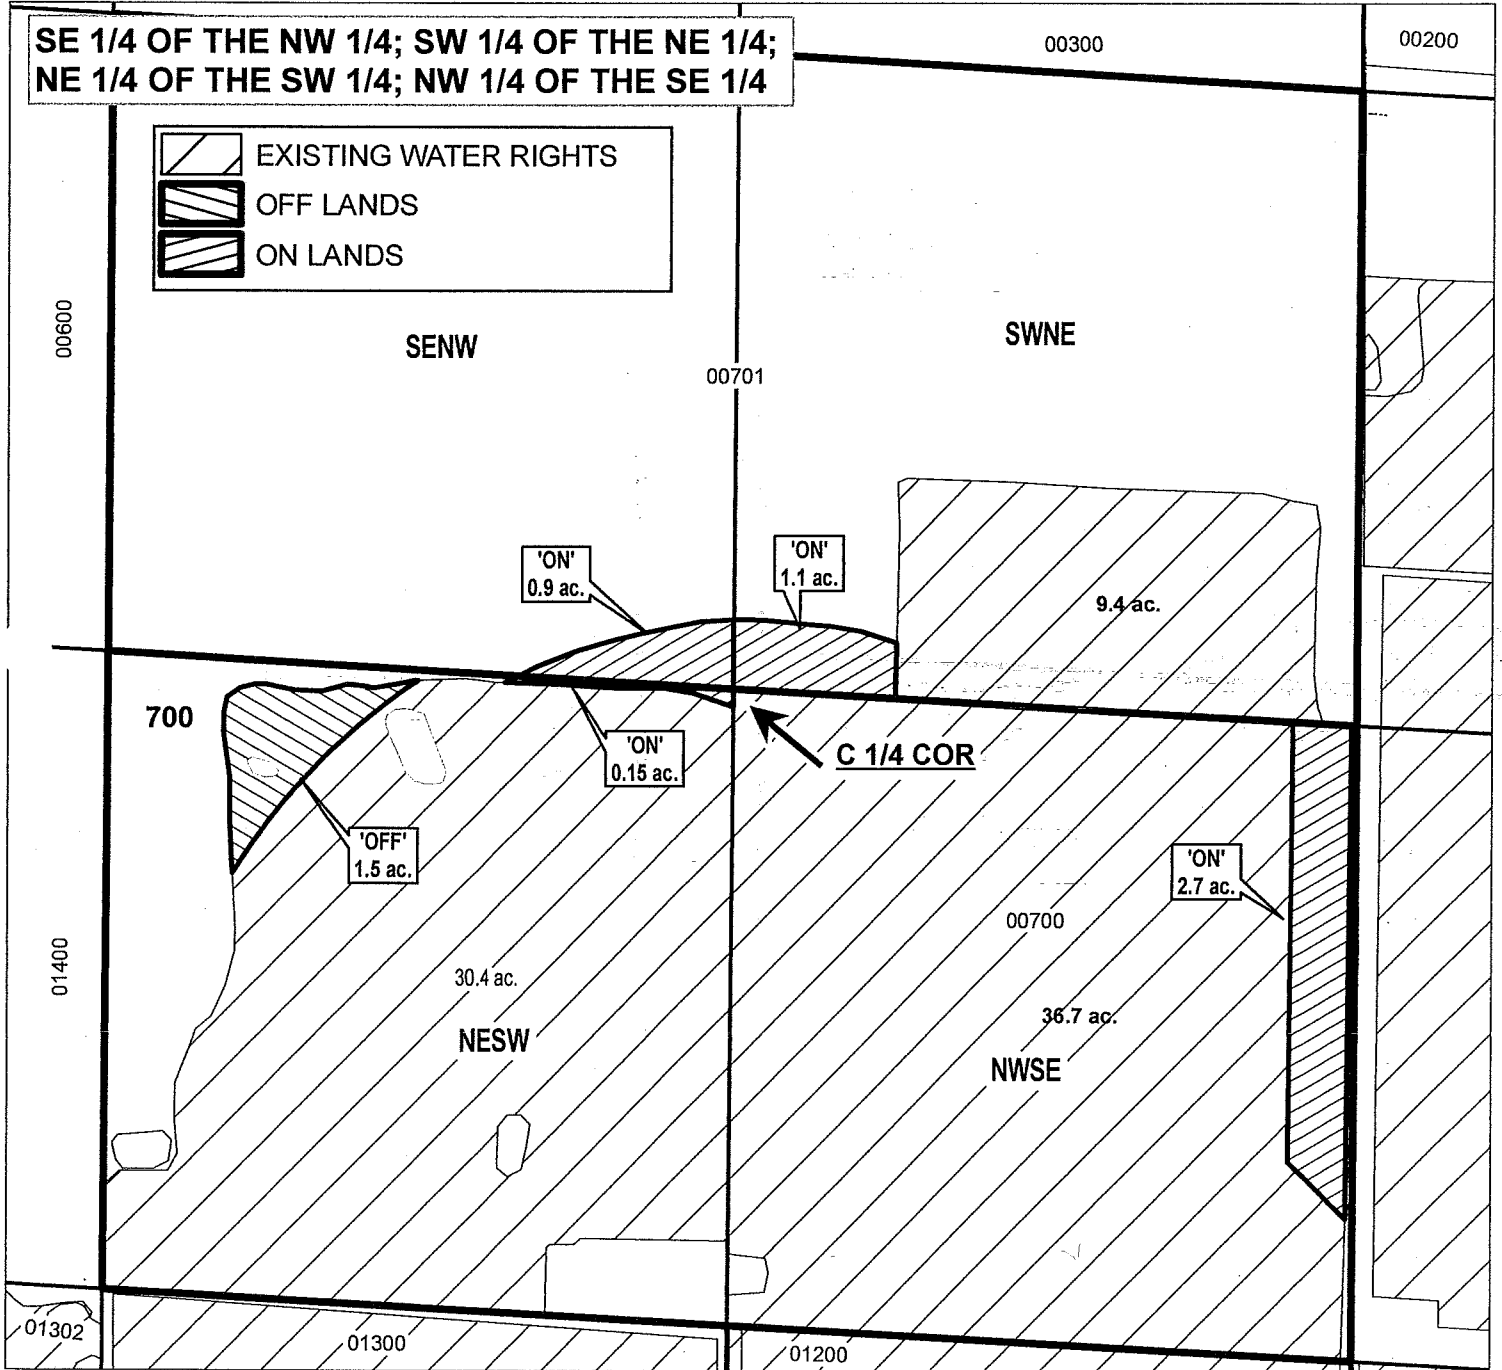 SE 1/4 OF THE NW 1/4; SW 1/4 OF THE NE 1/4;
NE 1/4 OF THE SW 1/4; NW 1/4 OF THE SE 1/4
00300
00200
EXISTING WATER RIGHTS
OFF LANDS
ON LANDS
00600
SENW
SWNE
00701
'ON'
0.9 ac.
'ON'
1.1 ac.
9.4 ac.
700
'ON'
0.15 ac.
C 1/4 COR
'OFF'
1.5 ac.
'ON'
2.7 ac.
00700
01400
30.4 ac.
36.7 ac.
NESW
NWSE
01302
01300
01200